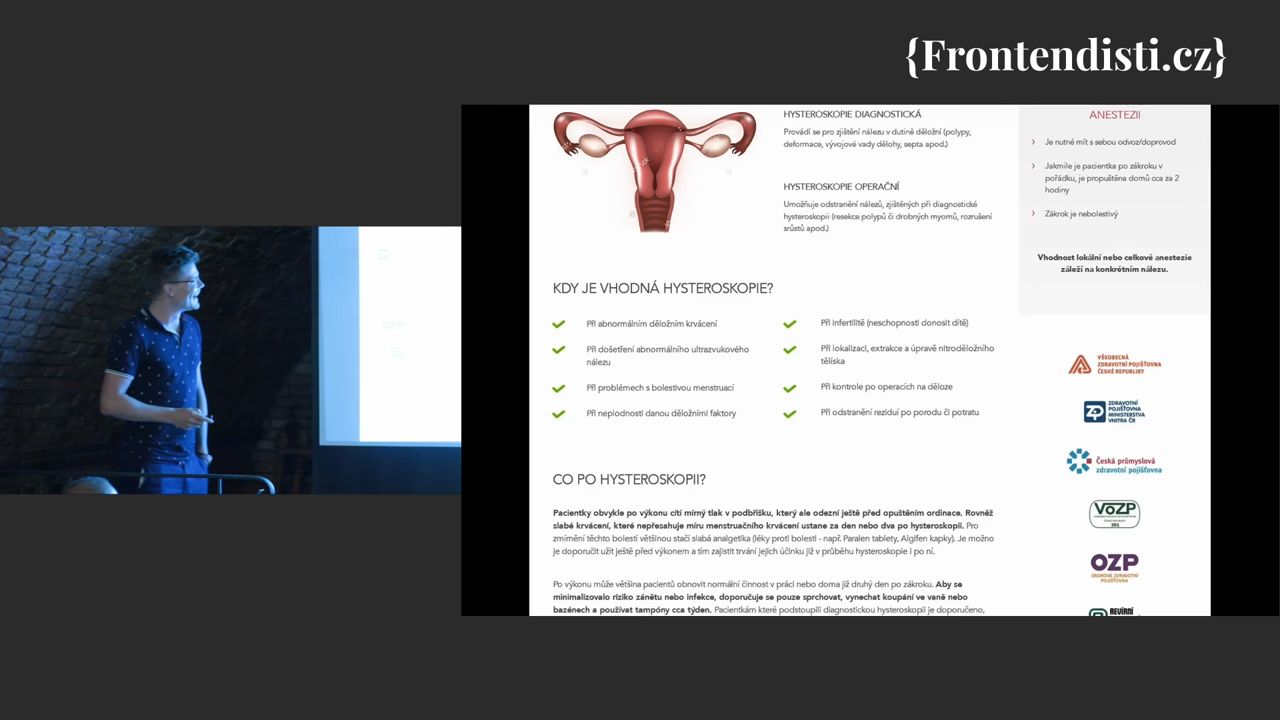 {Frontendisti.cz}
HYSTEROSKOPIE DIAGNOSTICKÁ
Provádí se pro zjištění nálezu v dutině děložní (polypy,
deformace, vývojové vady dělohy, septa apod.)
HYSTEROSKOPIE OPERAČNÍ
Umožňuje odstranění nálezů, zjištěných při diagnostické
hysteroskopii (resekce polypů či drobných myomů, rozrušení
srůstů apod.)
KDY JE VHODNÁ HYSTEROSKOPIE?
Při abnormálním děložním krvácení
Při došetření abnormálního ultrazvukového
nálezu
Při problémech s bolestivou menstruací
Při neplodnosti danou děložními faktory
Při infertilitě (neschopnosti donosit dítě)
Při lokalizaci, extrakce a úpravě nitroděložního
tělíska
Při kontrole po operacích na děloze
Při odstranění reziduí po porodu či potratu
CO PO HYSTEROSKOPII?
Pacientky obvykle po výkonu cítí mírný tlak v podbřišku, který ale odezní ještě před opuštěním ordinace. Rovněž
slabé krvácení, které nepřesahuje míru menstruačního krvácení ustane za den nebo dva po hysteroskopii. Pro
zmírnění těchto bolestí většinou stačí slabá analgetika (léky proti bolesti - např. Paralen tablety, Algifen kapky). Je možno
je doporučit užít ještě před výkonem a tím zajistit trvání jejich účinku již v průběhu hysteroskopie i po ní.
Po výkonu může většina pacientů obnovit normální činnost v práci nebo doma již druhý den po zákroku. Aby se
minimalizovalo riziko zánětu nebo infekce, doporučuje se pouze sprchovat, vynechat koupání ve vaně nebo
bazénech a používat tampóny cca týden. Pacientkám které podstoupili diagnostickou hysteroskopii je doporučeno,
ANESTEZII
Je nutné mít s sebou odvoz/doprovod
Jakmile je pacientka po zákroku v
pořádku, je propuštěna domů cca za 2
hodiny
Zákrok je nebolestivý
Vhodnost lokální nebo celkové anestezie
záleží na konkrétním nálezu.
VŠEOBECNÁ
ZDRAVOTNÍ POJIŠŤOVNA
ČESKÉ REPUBLIKY
ZP
ZDRAVOTNÍ
POJIŠŤOVNA
MINISTERSTVA
VNITRA ČR
Česká průmyslová
zdravotní pojišťovna
VoZP
201
OZP
OBOROVÁ ZDRAVOTNÍ
POJIŠŤOVNA
REVÍRNÍ